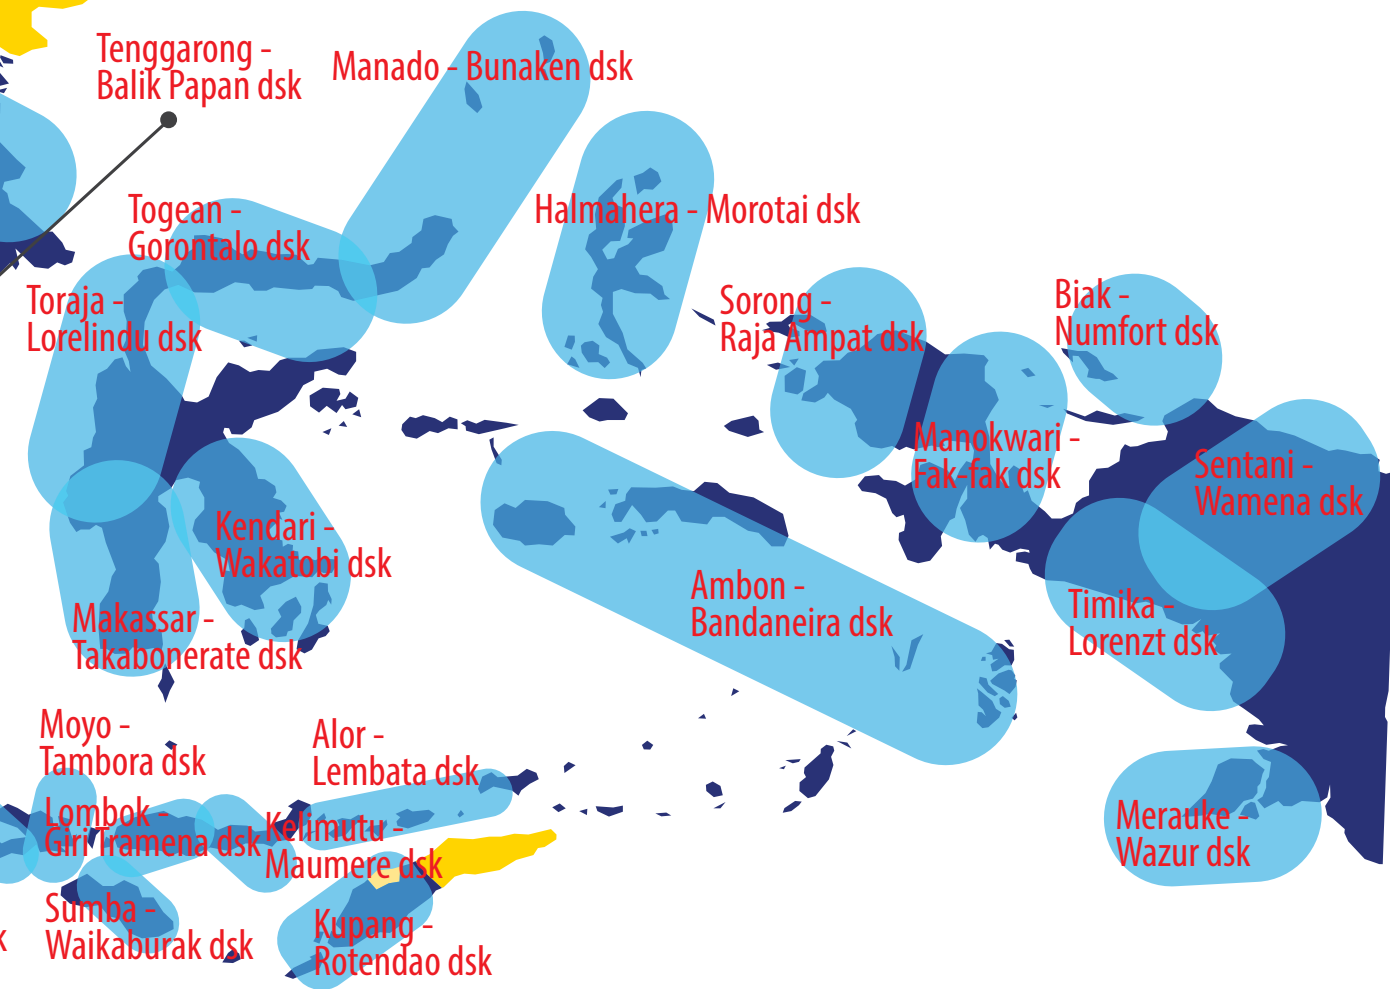 Tenggarong -
Balik Papan dsk
Manado - Bunaken dsk
Togean -
Gorontalo dsk
Halmahera - Morotai dsk
Toraja -
Lorelindu dsk
Sorong -
Raja Ampat dsk
Biak -
Numfort dsk
Manokwari -
Fak-fak dsk
Sentani -
Wamena dsk
Kendari -
Wakatobi dsk
Ambon -
Bandaneira dsk
Timika -
Lorenzt dsk
Makassar -
Takabonerate dsk
Moyo -
Tambora dsk
Alor -
Lembata dsk
Lombok -
Giri Tramena dsk
Kelimutu -
Maumere dsk
Merauke -
Wazur dsk
Sumba -
Waikaburak dsk
Kupang -
Rotendao dsk
k